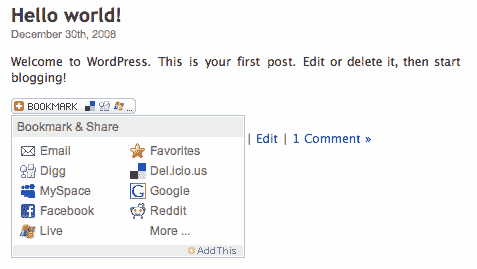 Hello world!
December 30th, 2008
Welcome to WordPress. This is your first post. Edit or delete it, then start
blogging!
BOOKMARK ...
Bookmark & Share
| Edit | 1 Comment »
Email Favorites
Digg Del.icio.us
MySpace Google
Facebook Reddit
Live More ...
AddThis